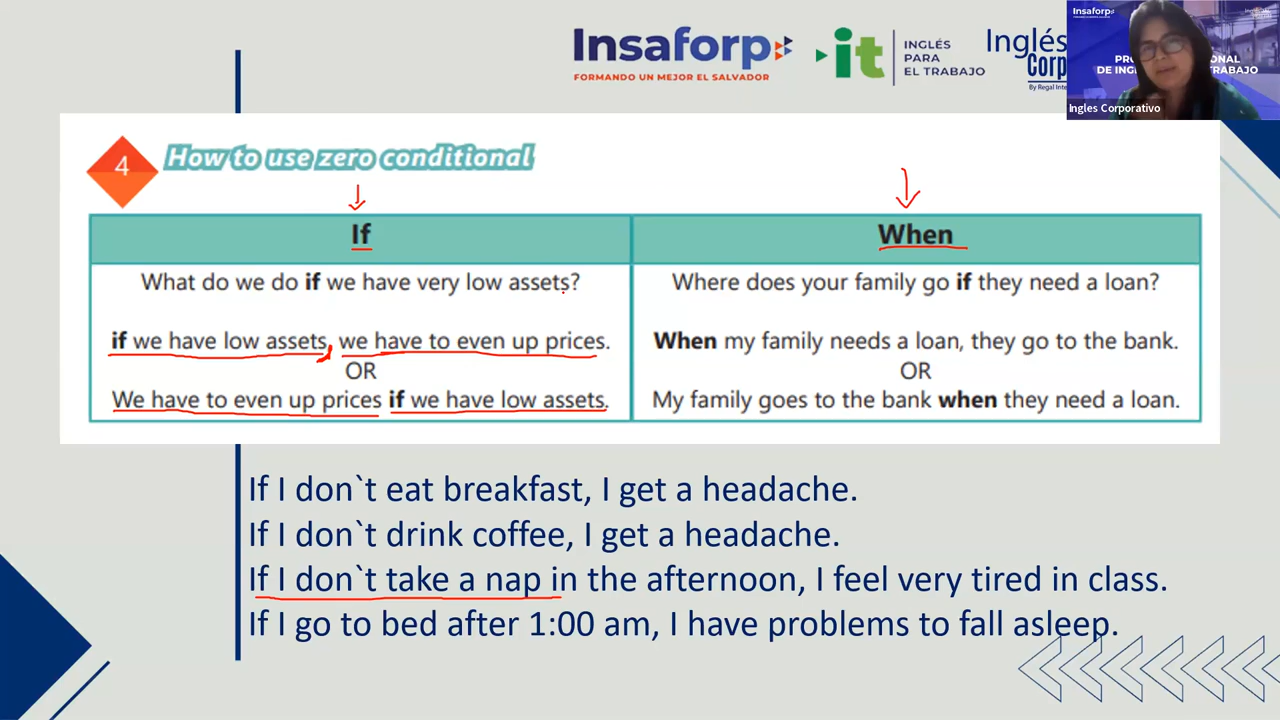 Insaforp
FORMANDO UN MEJOR EL SALVADOR
it
INGLÉS
PARA
EL TRABAJO
Inglés
Corp
Insaforp
Ingles Corporativo
4
How to use zero conditional
If
When
What do we do if we have very low assets?
if we have low assets, we have to even up prices.
OR
We have to even up prices if we have low assets.
Where does your family go if they need a loan?
When my family needs a loan, they go to the bank.
OR
My family goes to the bank when they need a loan.
If I don`t eat breakfast, I get a headache.
If I don`t drink coffee, I get a headache.
If I don`t take a nap in the afternoon, I feel very tired in class.
If I go to bed after 1:00 am, I have problems to fall asleep.